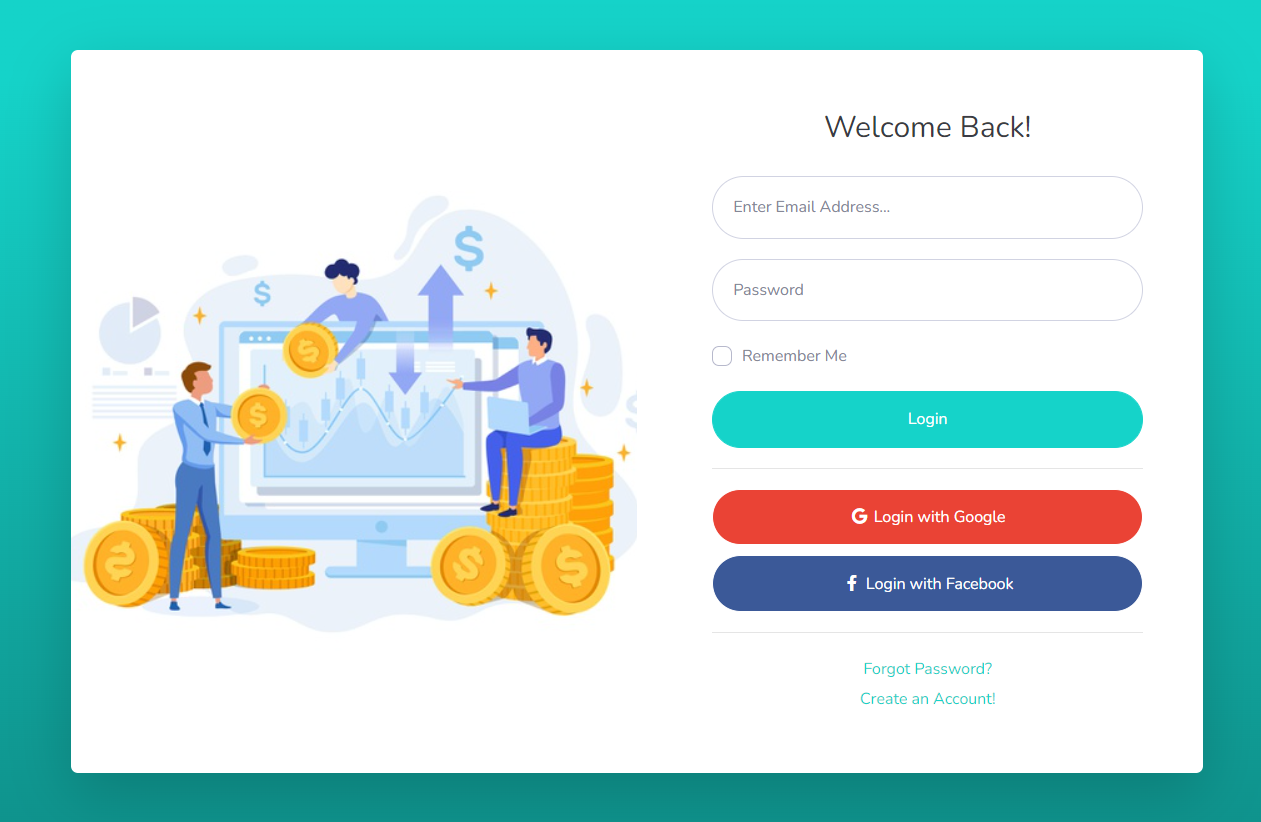 Welcome Back!
Enter Email Address...
Password
Remember Me
Login
Login with Google
Login with Facebook
Forgot Password?
Create an Account!